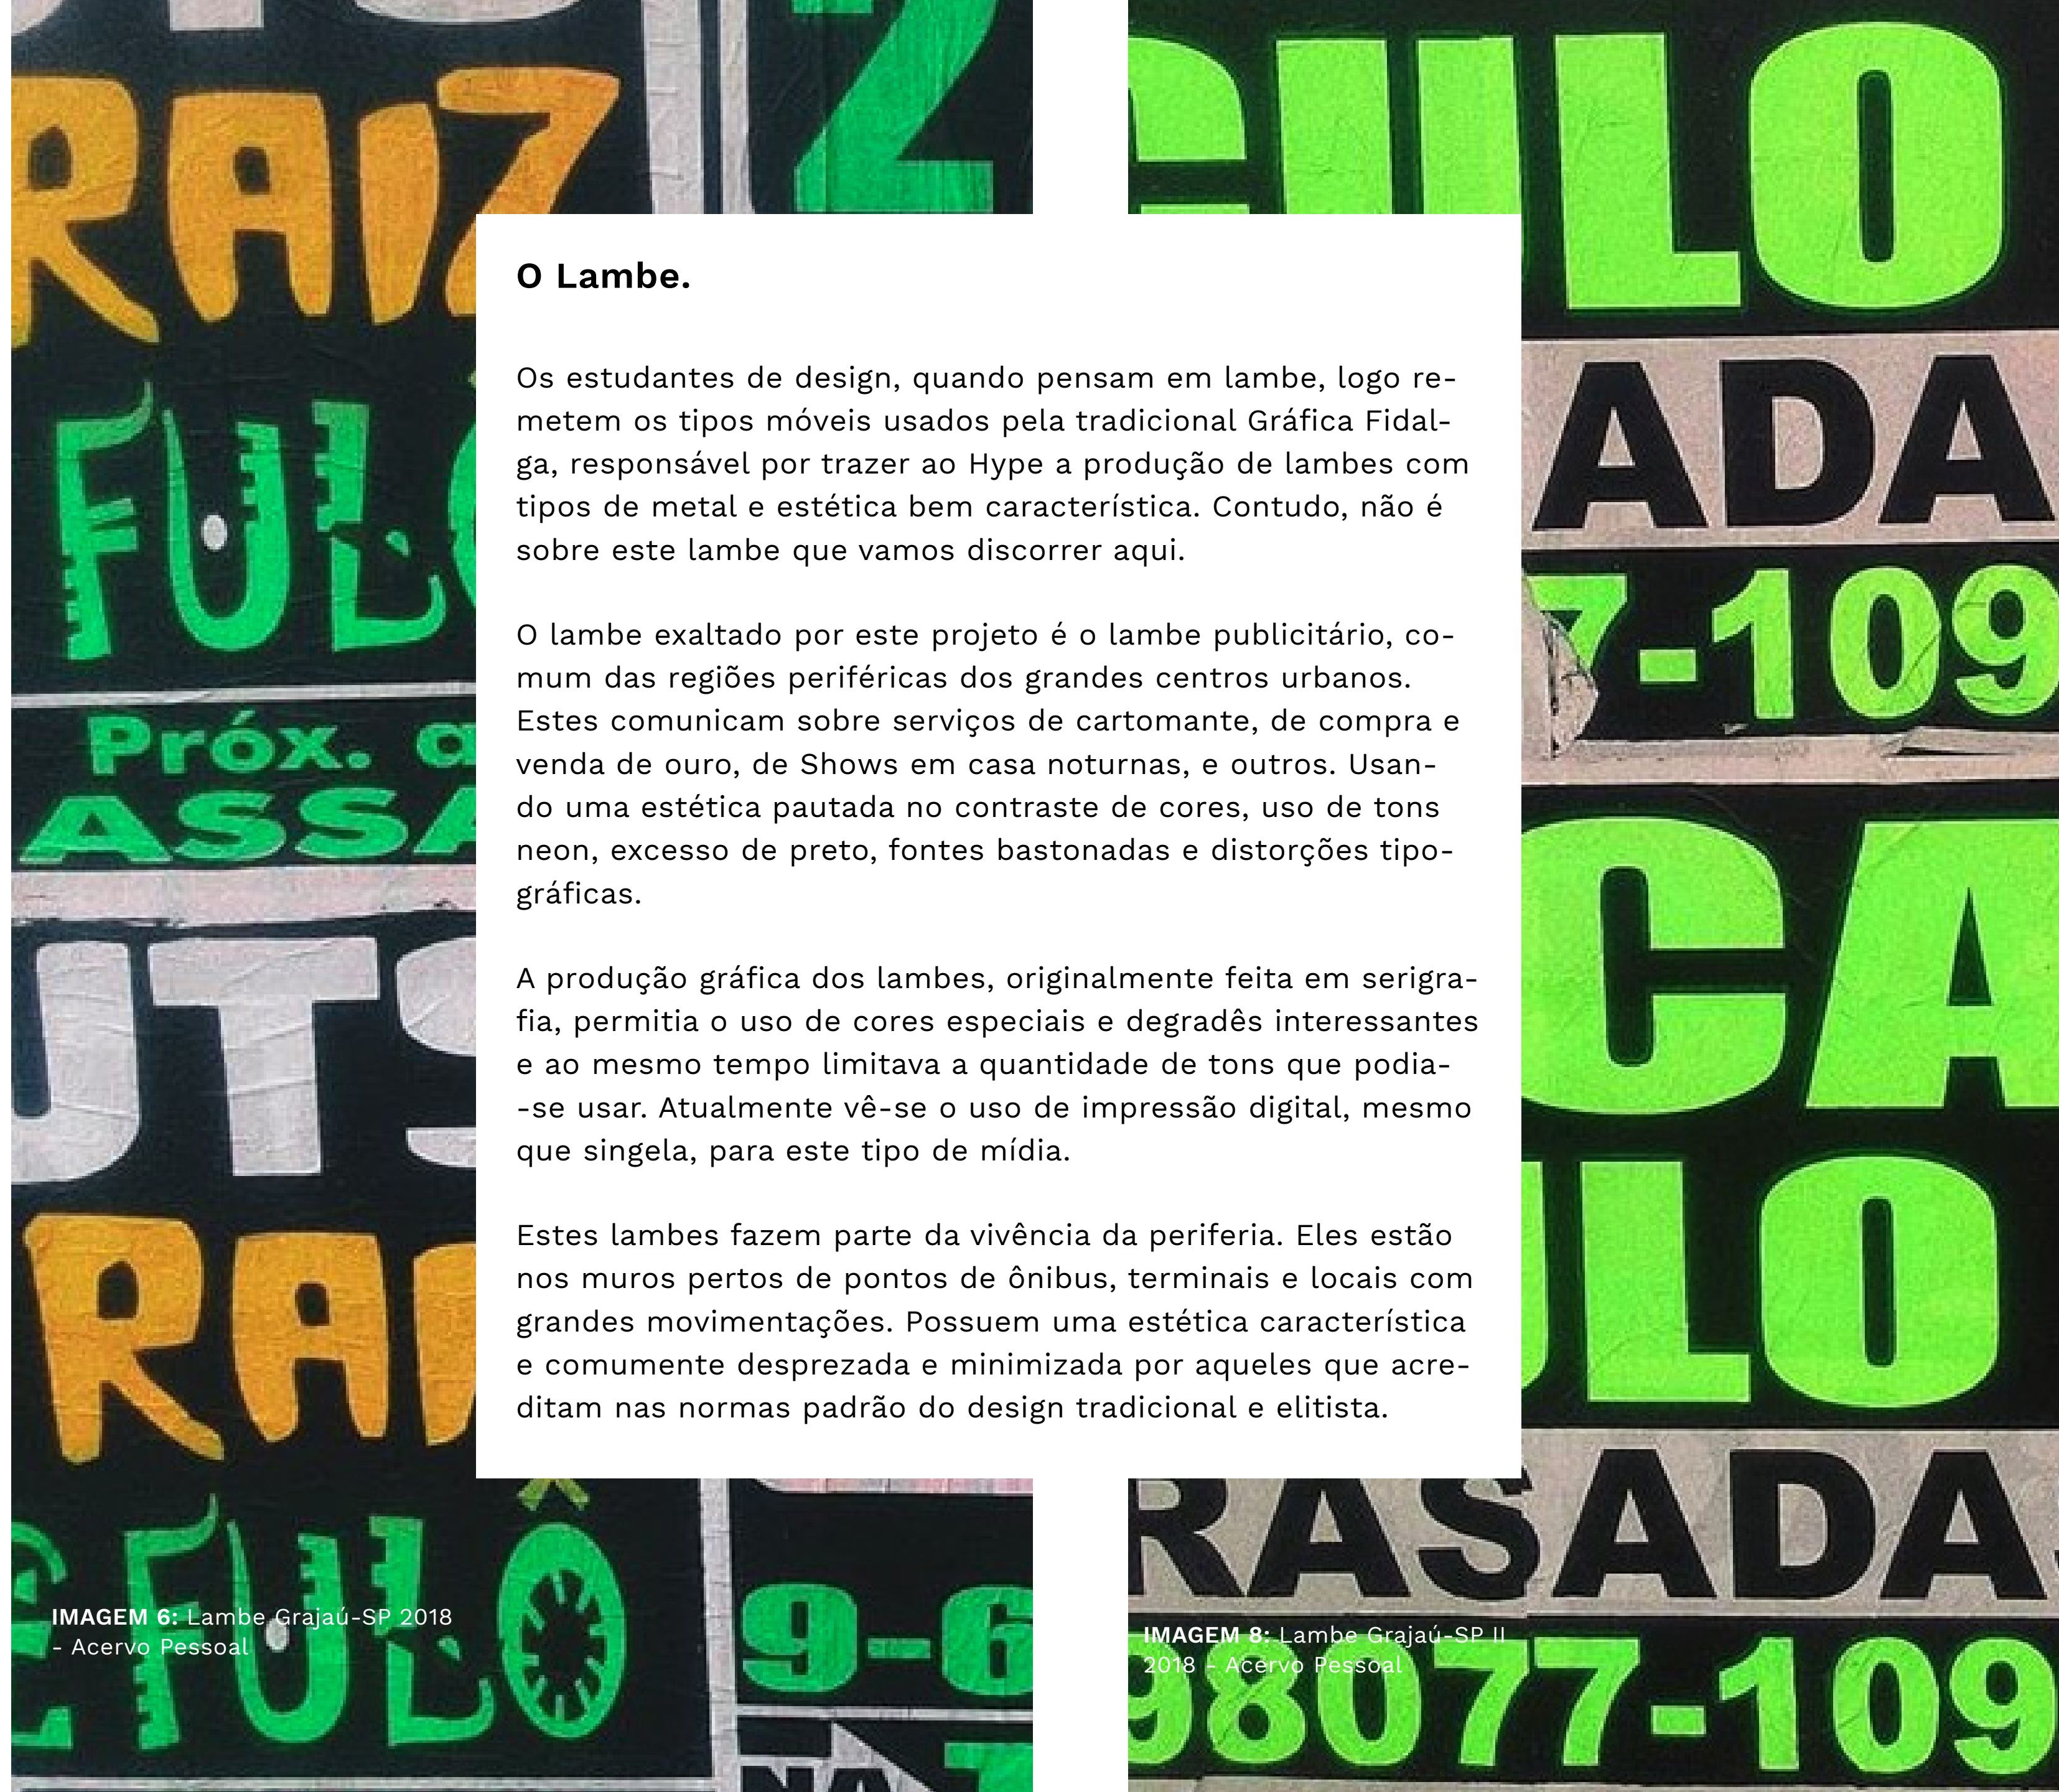 RAIZ
2
FUL
Próx. a
ASSA
UTS
RAI
FULÔ
9-6
NA
CULO
ADA
7-109
CA
ULO
RASADA
98077-109
O Lambe.
Os estudantes de design, quando pensam em lambe, logo re-
metem os tipos móveis usados pela tradicional Gráfica Fidal-
ga, responsável por trazer ao Hype a produção de lambes com
tipos de metal e estética bem característica. Contudo, não é
sobre este lambe que vamos discorrer aqui.
O lambe exaltado por este projeto é o lambe publicitário, co-
mum das regiões periféricas dos grandes centros urbanos.
Estes comunicam sobre serviços de cartomante, de compra e
venda de ouro, de Shows em casa noturnas, e outros. Usan-
do uma estética pautada no contraste de cores, uso de tons
neon, excesso de preto, fontes bastonadas e distorções tipo-
gráficas.
A produção gráfica dos lambes, originalmente feita em serigra-
fia, permitia o uso de cores especiais e degradês interessantes
e ao mesmo tempo limitava a quantidade de tons que podia-
-se usar. Atualmente vê-se o uso de impressão digital, mesmo
que singela, para este tipo de mídia.
Estes lambes fazem parte da vivência da periferia. Eles estão
nos muros pertos de pontos de ônibus, terminais e locais com
grandes movimentações. Possuem uma estética característica
e comumente desprezada e minimizada por aqueles que acre-
ditam nas normas padrão do design tradicional e elitista.
IMAGEM 6: Lambe Grajaú-SP 2018
- Acervo Pessoal
IMAGEM 8: Lambe Grajaú-SP II
2018 - Acervo Pessoal